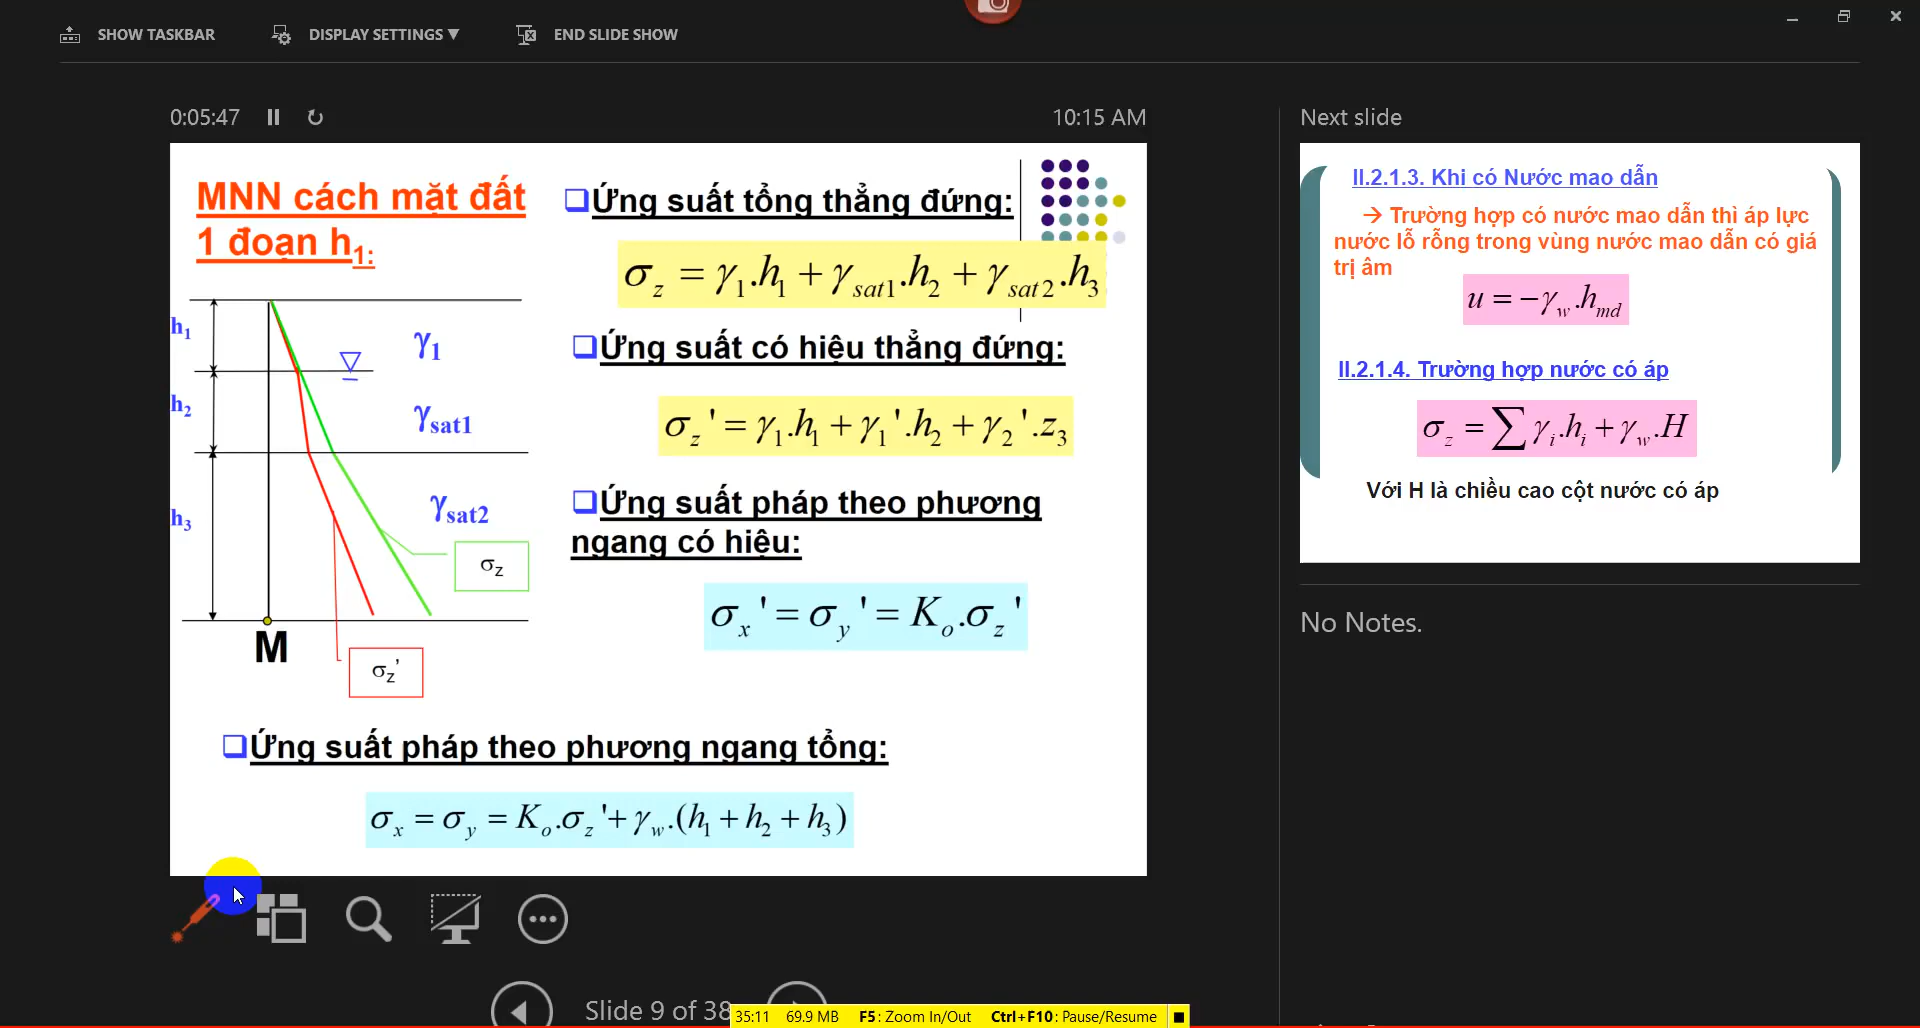 SHOW TASKBAR
DISPLAY SETTINGS ▼
END SLIDE SHOW
0:05:47
10:15 AM
MNN cách mặt đất
1 đoạn h₁:
h₁
h₂
h₃
γ₁
γsat1
γsat2
σz
σz'
M
❑Ứng suất tổng thẳng đứng:
σz = γ₁.h₁ + γsat1.h₂ + γsat2.h₃
❑Ứng suất có hiệu thẳng đứng:
σz' = γ₁.h₁ + γ₁'.h₂ + γ₂'.z₃
❑Ứng suất pháp theo phương
ngang có hiệu:
σx' = σy' = Ko.σz'
❑Ứng suất pháp theo phương ngang tổng:
σx = σy = Ko.σz' + γw.(h₁ + h₂ + h₃)
Next slide
II.2.1.3. Khi có Nước mao dẫn
→ Trường hợp có nước mao dẫn thì áp lực
nước lỗ rỗng trong vùng nước mao dẫn có giá
trị âm
u = −γw.hmd
II.2.1.4. Trường hợp nước có áp
σz = ∑ γi.hi + γw.H
Với H là chiều cao cột nước có áp
No Notes.
Slide 9 of 38
35:11 69.9 MB F5: Zoom In/Out Ctrl+F10: Pause/Resume